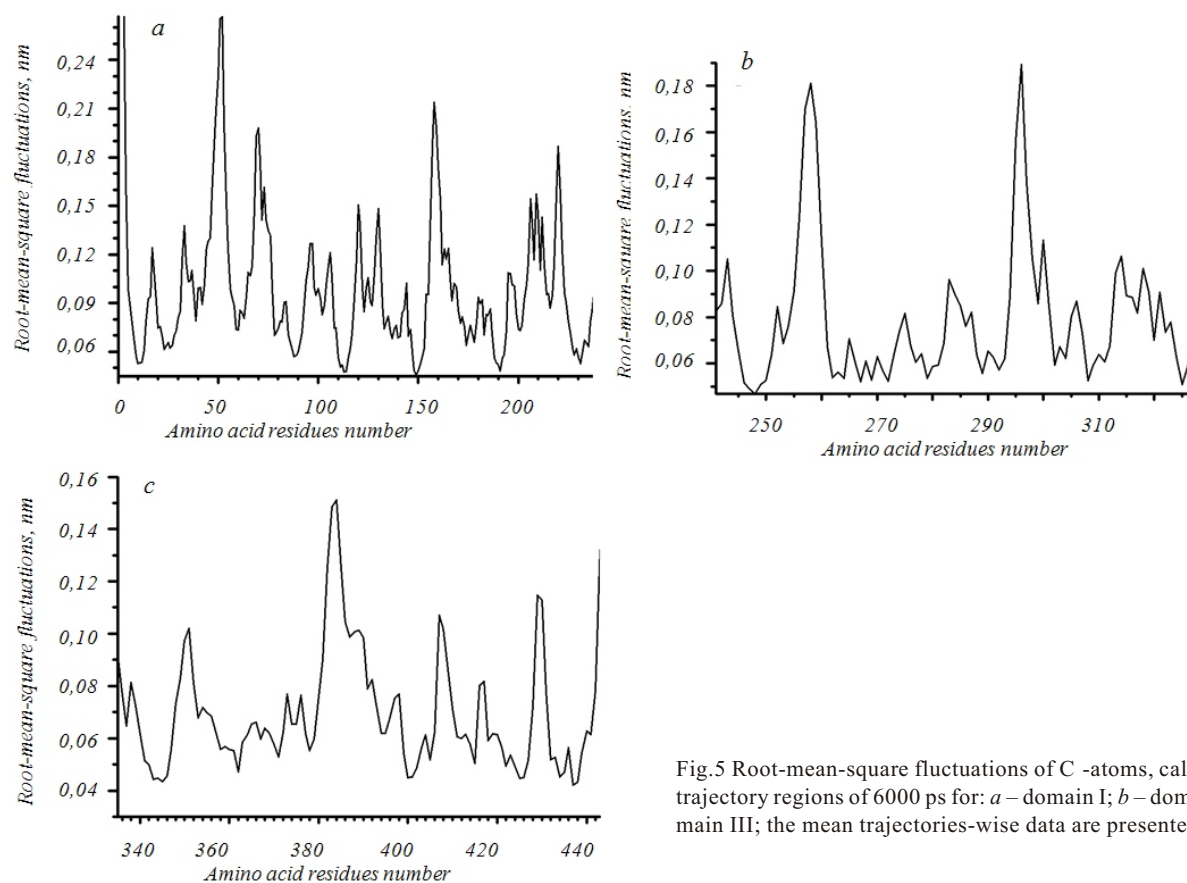 a
Root-mean-square fluctuations, nm
0,24
0,21
0,18
0,15
0,12
0,09
0,06
0 50 100 150 200
Amino acid residues number
b
Root-mean-square fluctuations, nm
0,18
0,16
0,14
0,12
0,10
0,08
0,06
250 270 290 310
Amino acid residues number
c
Root-mean-square fluctuations, nm
0,16
0,14
0,12
0,10
0,08
0,06
0,04
340 360 380 400 420 440
Amino acid residues number
Fig.5 Root-mean-square fluctuations of C -atoms, cal
trajectory regions of 6000 ps for: a – domain I; b – dom
main III; the mean trajectories-wise data are presente